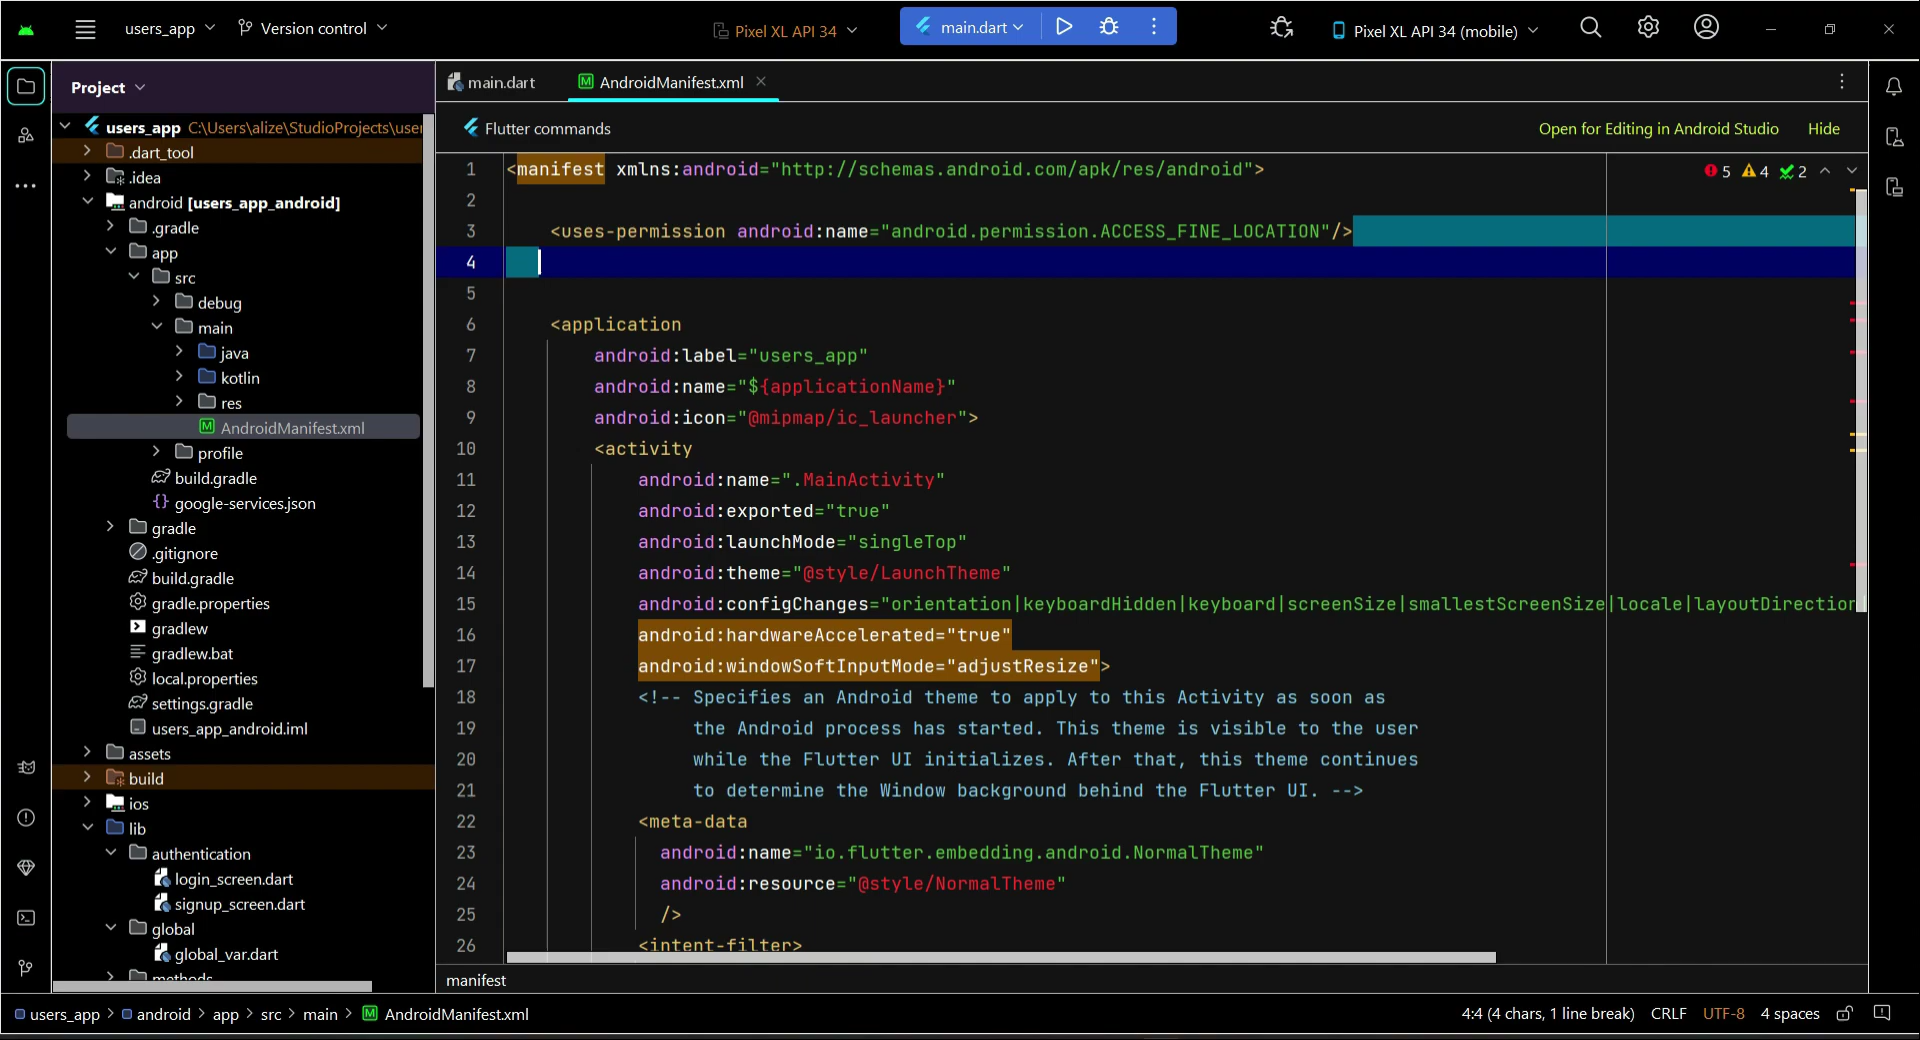 users_app
Version control
Pixel XL API 34
main.dart
Pixel XL API 34 (mobile)
Project
main.dart
AndroidManifest.xml
Flutter commands
Open for Editing in Android Studio
Hide
5 4 2
users_app C:\Users\alize\StudioProjects\user
.dart_tool
.idea
android [users_app_android]
.gradle
app
src
debug
main
java
kotlin
res
AndroidManifest.xml
profile
build.gradle
google-services.json
gradle
.gitignore
build.gradle
gradle.properties
gradlew
gradlew.bat
local.properties
settings.gradle
users_app_android.iml
assets
build
ios
lib
authentication
login_screen.dart
signup_screen.dart
global
global_var.dart
methods
1 <manifest xmlns:android="http://schemas.android.com/apk/res/android">
2
3 <uses-permission android:name="android.permission.ACCESS_FINE_LOCATION"/>
4
5
6 <application
7 android:label="users_app"
8 android:name="${applicationName}"
9 android:icon="@mipmap/ic_launcher">
10 <activity
11 android:name=".MainActivity"
12 android:exported="true"
13 android:launchMode="singleTop"
14 android:theme="@style/LaunchTheme"
15 android:configChanges="orientation|keyboardHidden|keyboard|screenSize|smallestScreenSize|locale|layoutDirection
16 android:hardwareAccelerated="true"
17 android:windowSoftInputMode="adjustResize">
18 <!-- Specifies an Android theme to apply to this Activity as soon as
19 the Android process has started. This theme is visible to the user
20 while the Flutter UI initializes. After that, this theme continues
21 to determine the Window background behind the Flutter UI. -->
22 <meta-data
23 android:name="io.flutter.embedding.android.NormalTheme"
24 android:resource="@style/NormalTheme"
25 />
26 <intent-filter>
manifest
users_app > android > app > src > main > AndroidManifest.xml
4:4 (4 chars, 1 line break) CRLF UTF-8 4 spaces